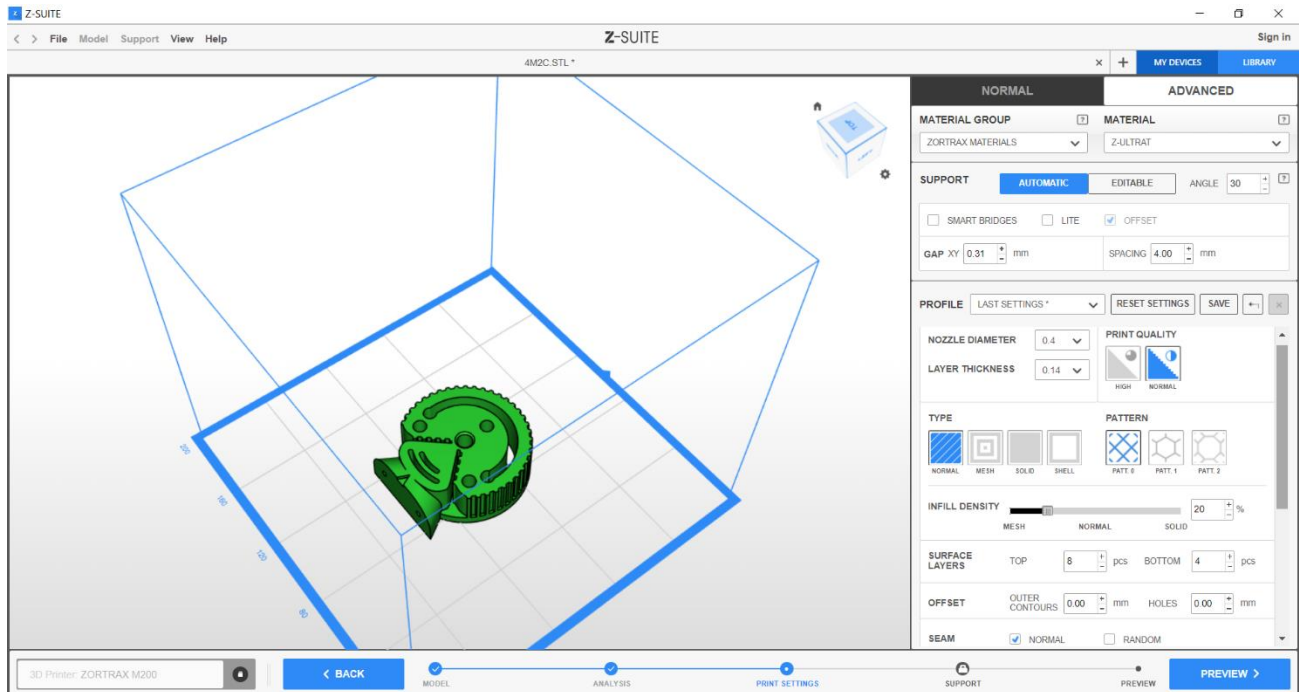 Z-SUITE
File Model Support View Help
Z-SUITE
Sign in
4M2C.STL *
MY DEVICES
LIBRARY
NORMAL
ADVANCED
MATERIAL GROUP ?
MATERIAL ?
ZORTRAX MATERIALS
Z-ULTRAT
SUPPORT
AUTOMATIC
EDITABLE
ANGLE 30 ?
SMART BRIDGES
LITE
OFFSET
GAP XY 0.31 mm
SPACING 4.00 mm
PROFILE LAST SETTINGS *
RESET SETTINGS
SAVE
NOZZLE DIAMETER 0.4
LAYER THICKNESS 0.14
PRINT QUALITY
HIGH NORMAL
TYPE
NORMAL MESH SOLID SHELL
PATTERN
PATT. 0 PATT. 1 PATT. 2
INFILL DENSITY 20 %
MESH NORMAL SOLID
SURFACE
LAYERS
TOP 8 pcs BOTTOM 4 pcs
OFFSET
OUTER
CONTOURS
0.00 mm HOLES 0.00 mm
SEAM
NORMAL
RANDOM
TOP
200
160
120
80
3D Printer: ZORTRAX M200
< BACK
MODEL
ANALYSIS
PRINT SETTINGS
SUPPORT
PREVIEW
PREVIEW >